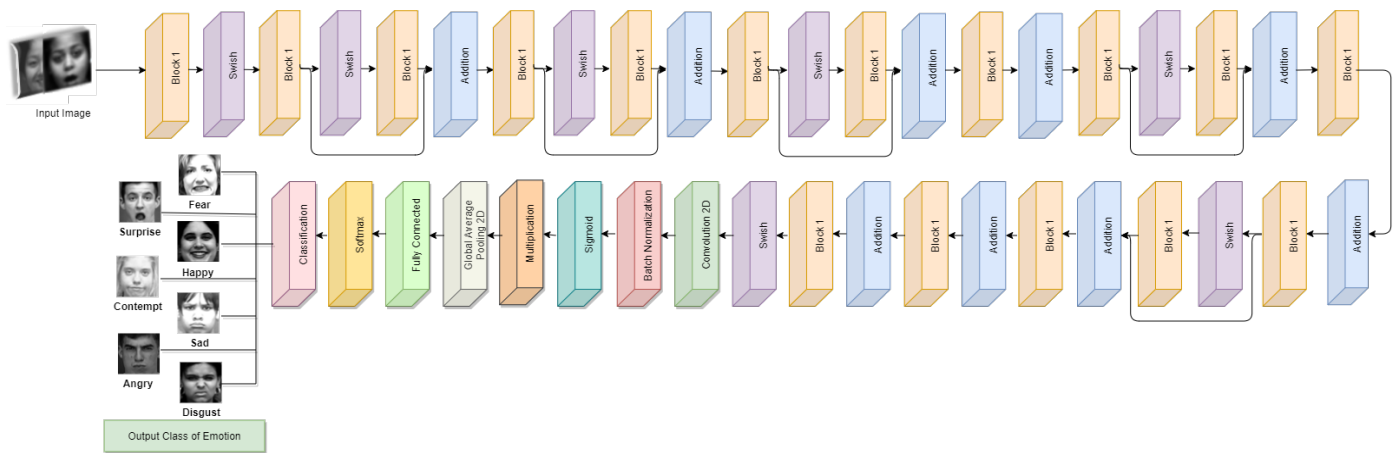 Input Image
Block 1
Swish
Block 1
Swish
Block 1
Addition
Block 1
Swish
Block 1
Addition
Block 1
Swish
Block 1
Addition
Block 1
Addition
Block 1
Swish
Block 1
Addition
Block 1
Addition
Block 1
Swish
Block 1
Addition
Block 1
Addition
Block 1
Addition
Block 1
Swish
Convolution 2D
Batch Normalization
Sigmoid
Multiplication
Global Average
Pooling 2D
Fully Connected
Softmax
Classification
Fear
Surprise
Happy
Contempt
Sad
Angry
Disgust
Output Class of Emotion